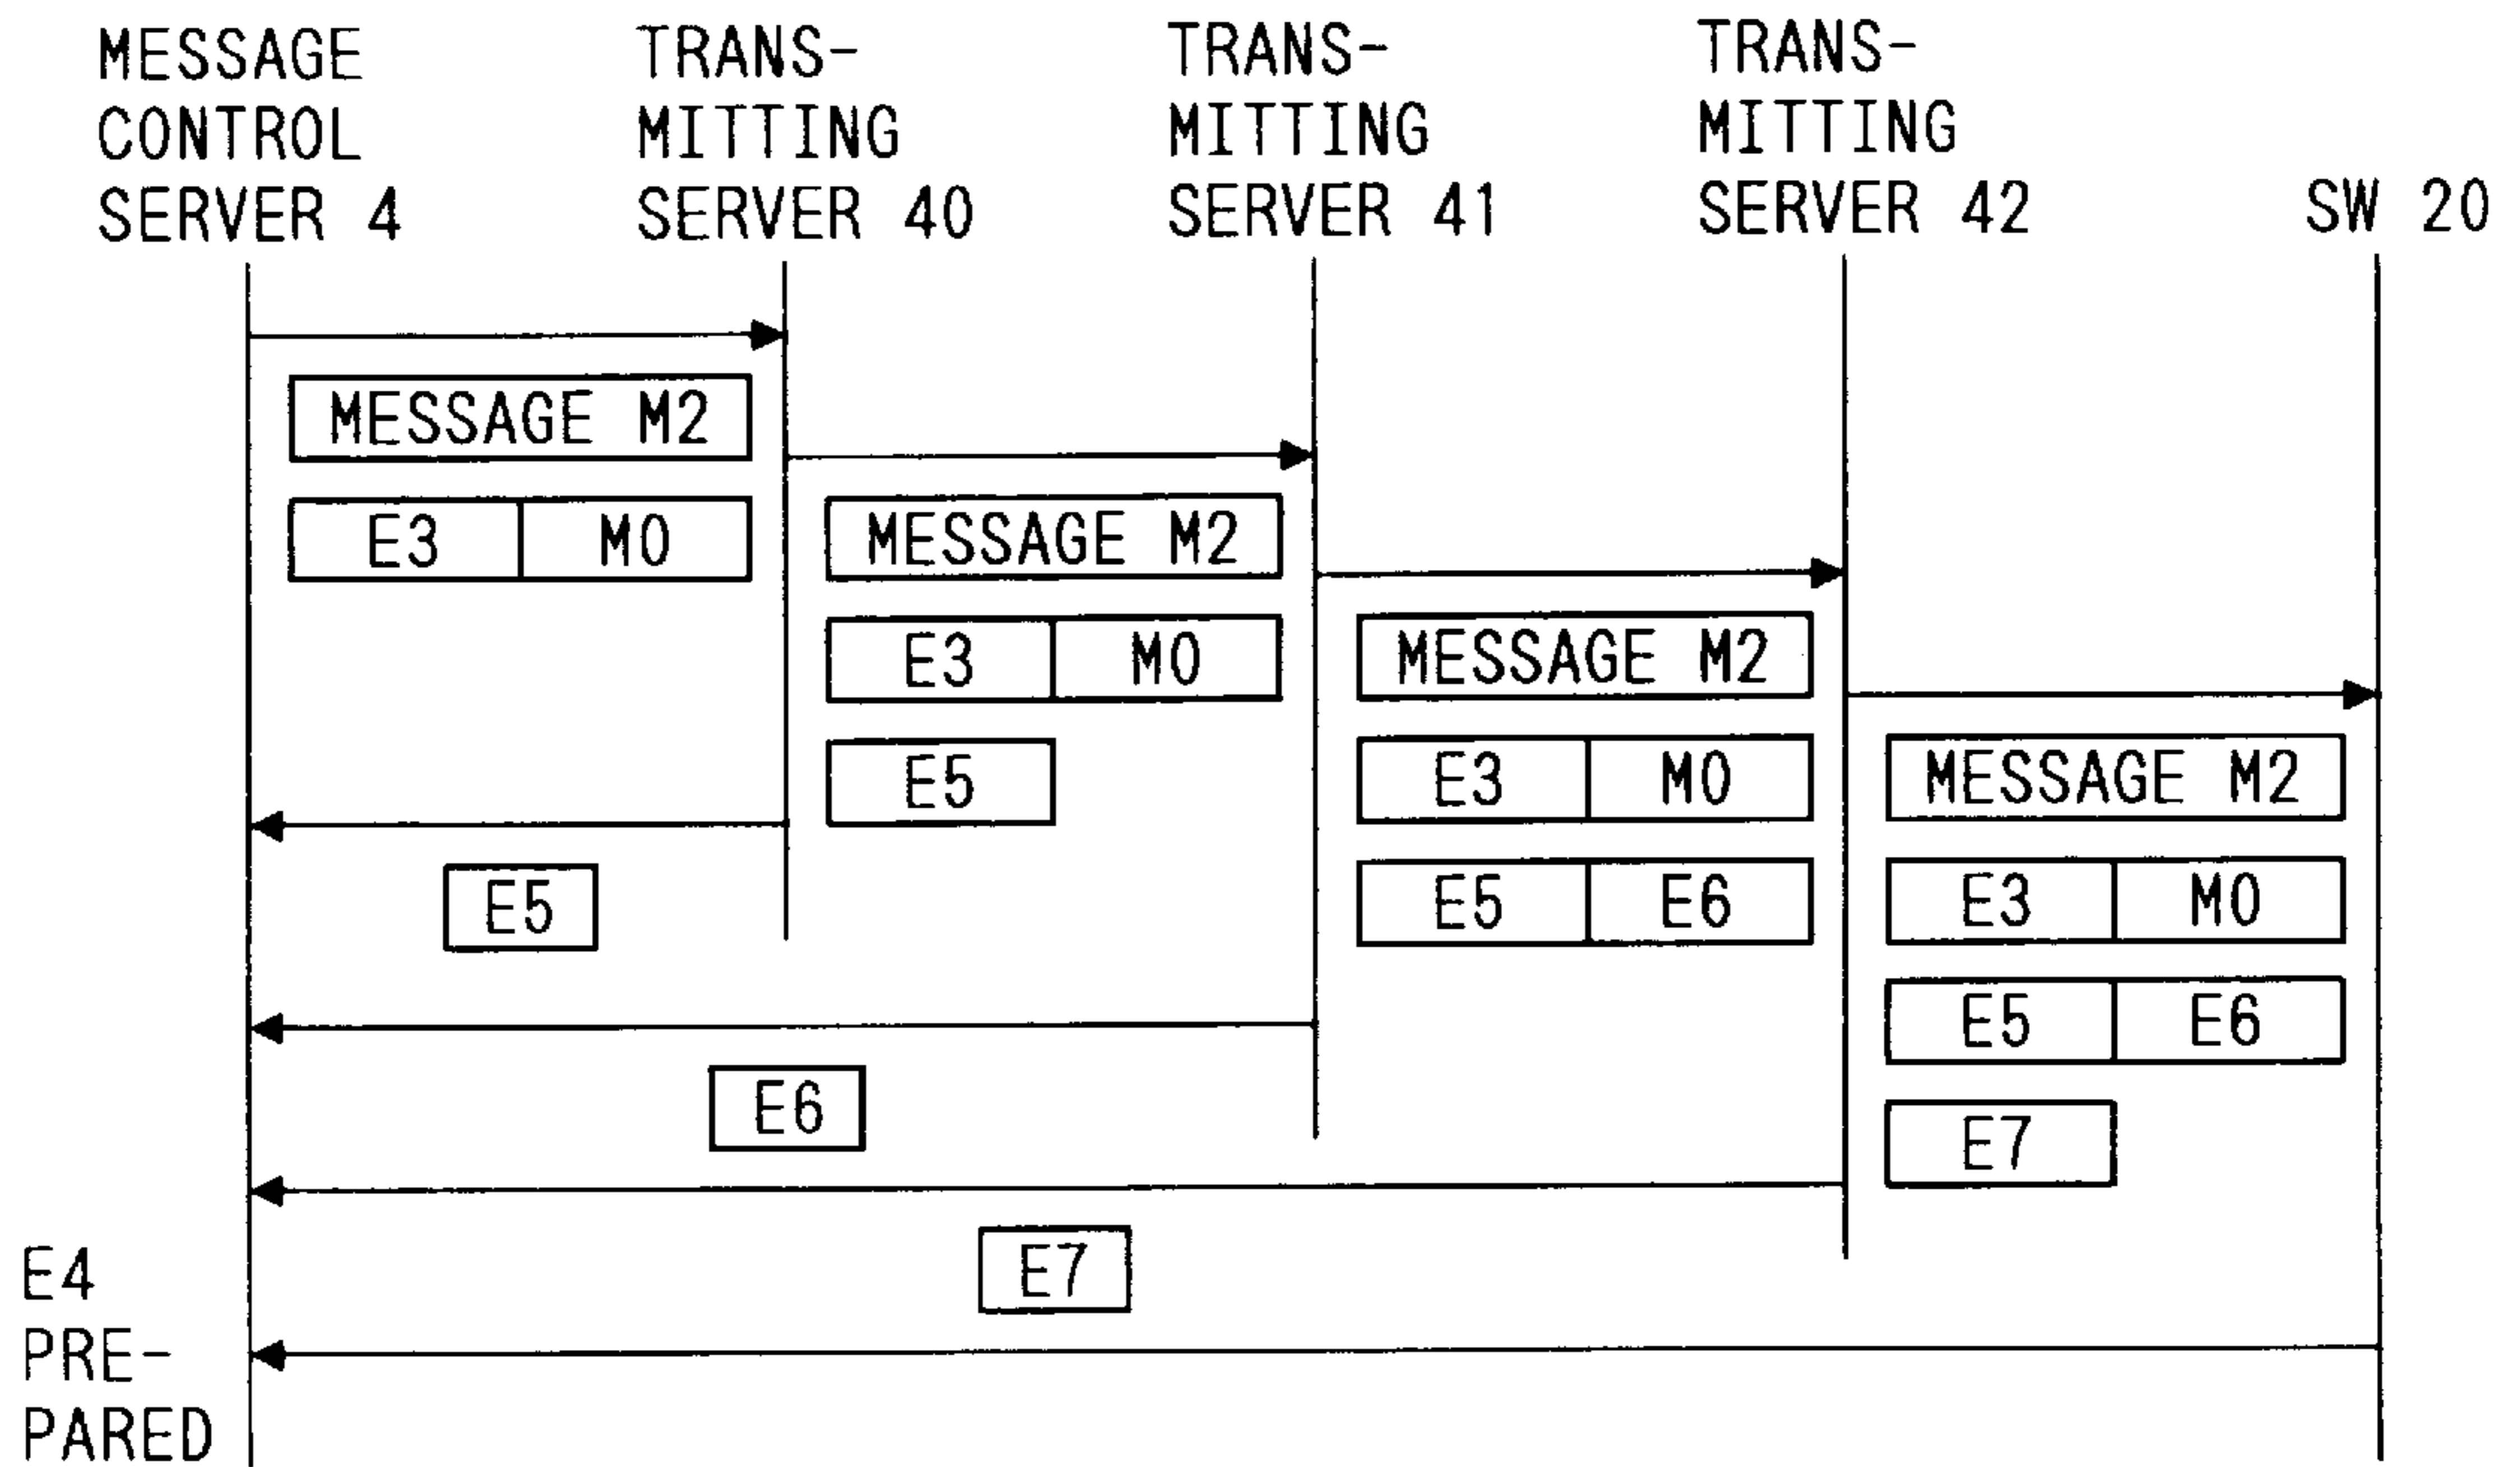 MESSAGE
CONTROL
SERVER 4
TRANS-
MITTING
SERVER 40
TRANS-
MITTING
SERVER 41
TRANS-
MITTING
SERVER 42
SW 20
MESSAGE M2
E3 M0
MESSAGE M2
E3 M0
E5
MESSAGE M2
E3 M0
E5 E6
MESSAGE M2
E3 M0
E5 E6
E7
E5
E6
E7
E4
PRE-
PARED